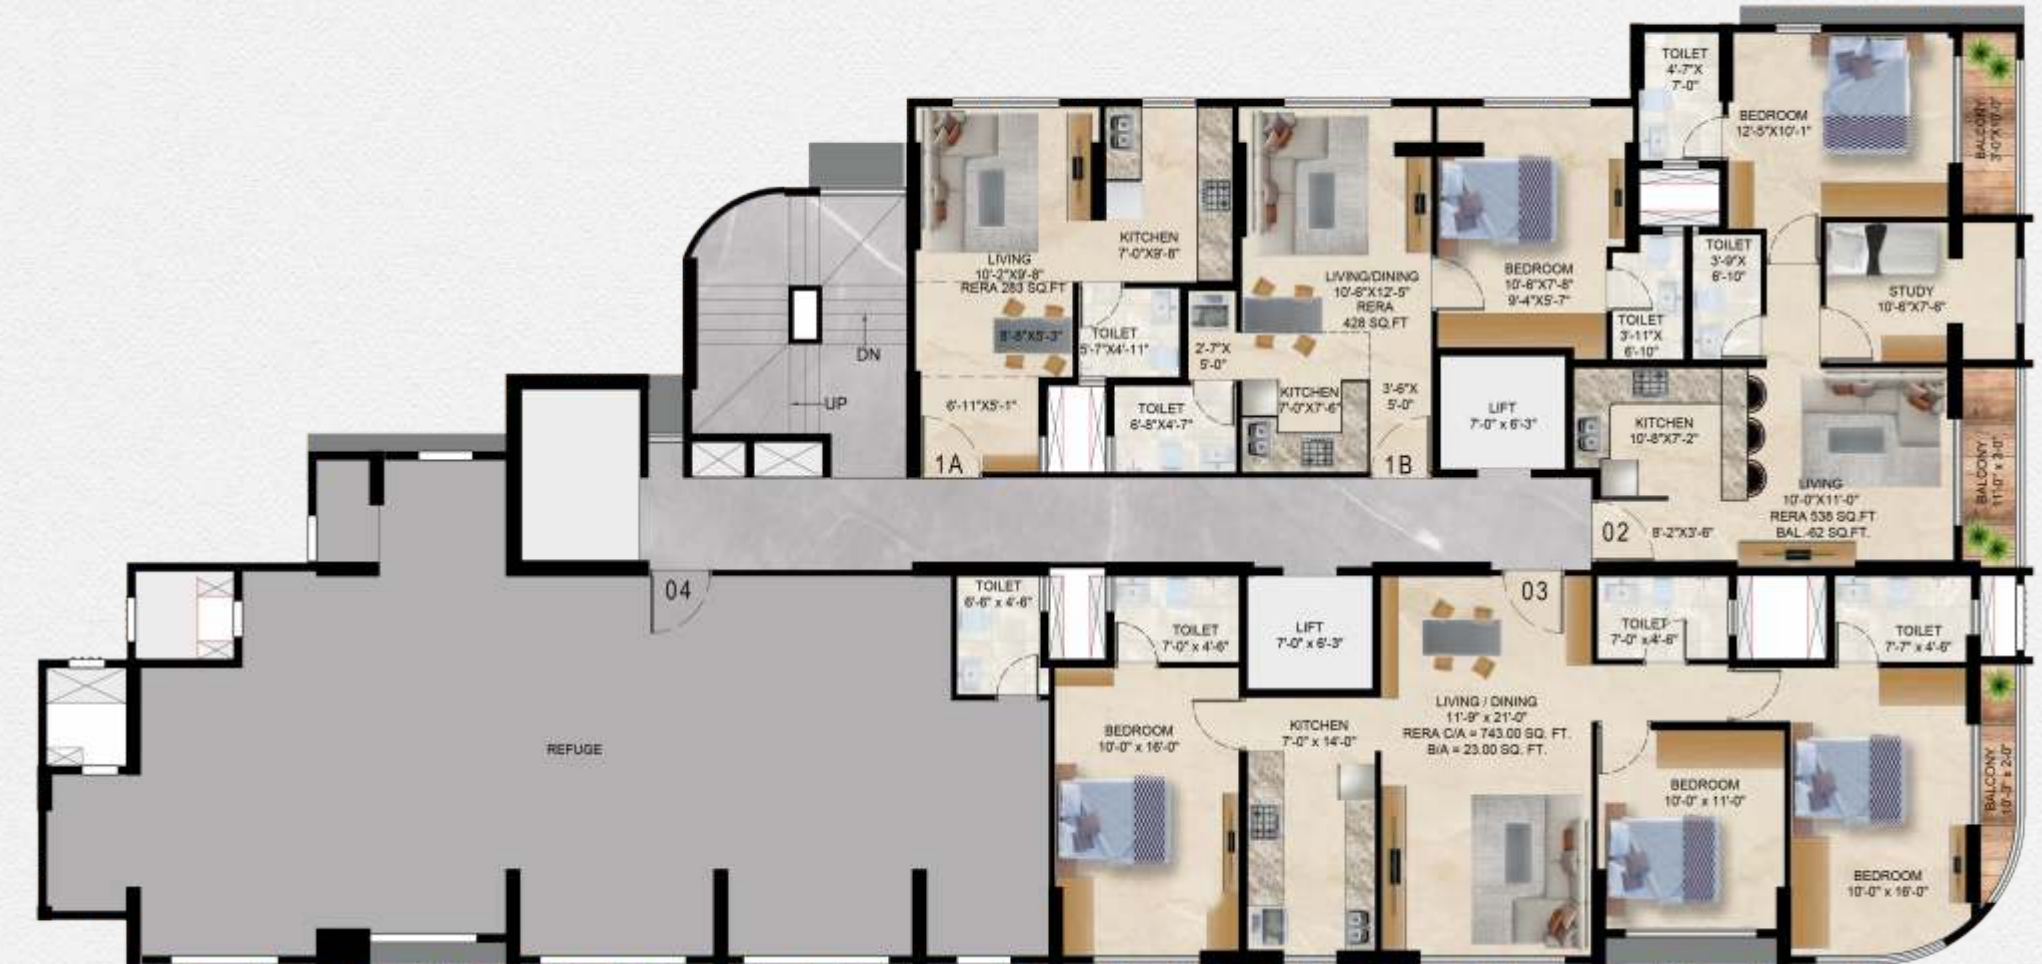 TOILET
4'-7"X
7'-0"
BEDROOM
12'-5"X10'-1"
BALCONY
3'-0"X10'-0"
LIVING
10'-2"X9'-8"
RERA 283 SQ.FT
8'-8"X5'-3"
6'-11"X5'-1"
1A
KITCHEN
7'-0"X9'-8"
TOILET
5'-7"X4'-11"
TOILET
6'-8"X4'-7"
2'-7"X
5'-0"
LIVING/DINING
10'-6"X12'-5"
RERA
428 SQ.FT
KITCHEN
7'-0"X7'-6"
3'-6"X
5'-0"
1B
BEDROOM
10'-6"X7'-8"
9'-4"X5'-7"
TOILET
3'-11"X
6'-10"
TOILET
3'-9"X
6'-10"
STUDY
10'-6"X7'-6"
DN
UP
LIFT
7'-0" x 6'-3"
KITCHEN
10'-8"X7'-2"
LIVING
10'-0"X11'-0"
RERA 538 SQ.FT
BAL.-62 SQ.FT.
BALCONY
11'-0" x 3'-0"
02
8'-2"X3'-6"
04
REFUGE
TOILET
6'-6" x 4'-6"
TOILET
7'-0" x 4'-6"
LIFT
7'-0" x 6'-3"
03
TOILET
7'-0" x 4'-6"
TOILET
7'-7" x 4'-6"
BEDROOM
10'-0" x 16'-0"
KITCHEN
7'-0" x 14'-0"
LIVING / DINING
11'-9" x 21'-0"
RERA C/A = 743.00 SQ. FT.
B/A = 23.00 SQ. FT.
BEDROOM
10'-0" x 11'-0"
BEDROOM
10'-0" x 16'-0"
BALCONY
10'-3" x 2'-0"